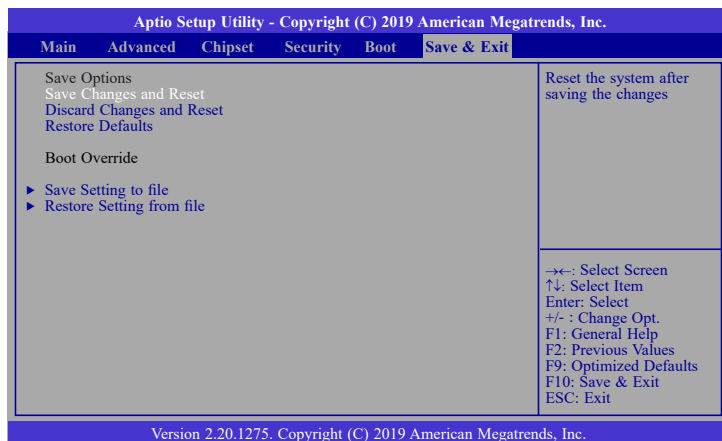 Aptio Setup Utility - Copyright (C) 2019 American Megatrends, Inc.
Main Advanced Chipset Security Boot Save & Exit
Save Options
Save Changes and Reset
Discard Changes and Reset
Restore Defaults
Boot Override
▶ Save Setting to file
▶ Restore Setting from file
Reset the system after
saving the changes
→←: Select Screen
↑↓: Select Item
Enter: Select
+/- : Change Opt.
F1: General Help
F2: Previous Values
F9: Optimized Defaults
F10: Save & Exit
ESC: Exit
Version 2.20.1275. Copyright (C) 2019 American Megatrends, Inc.